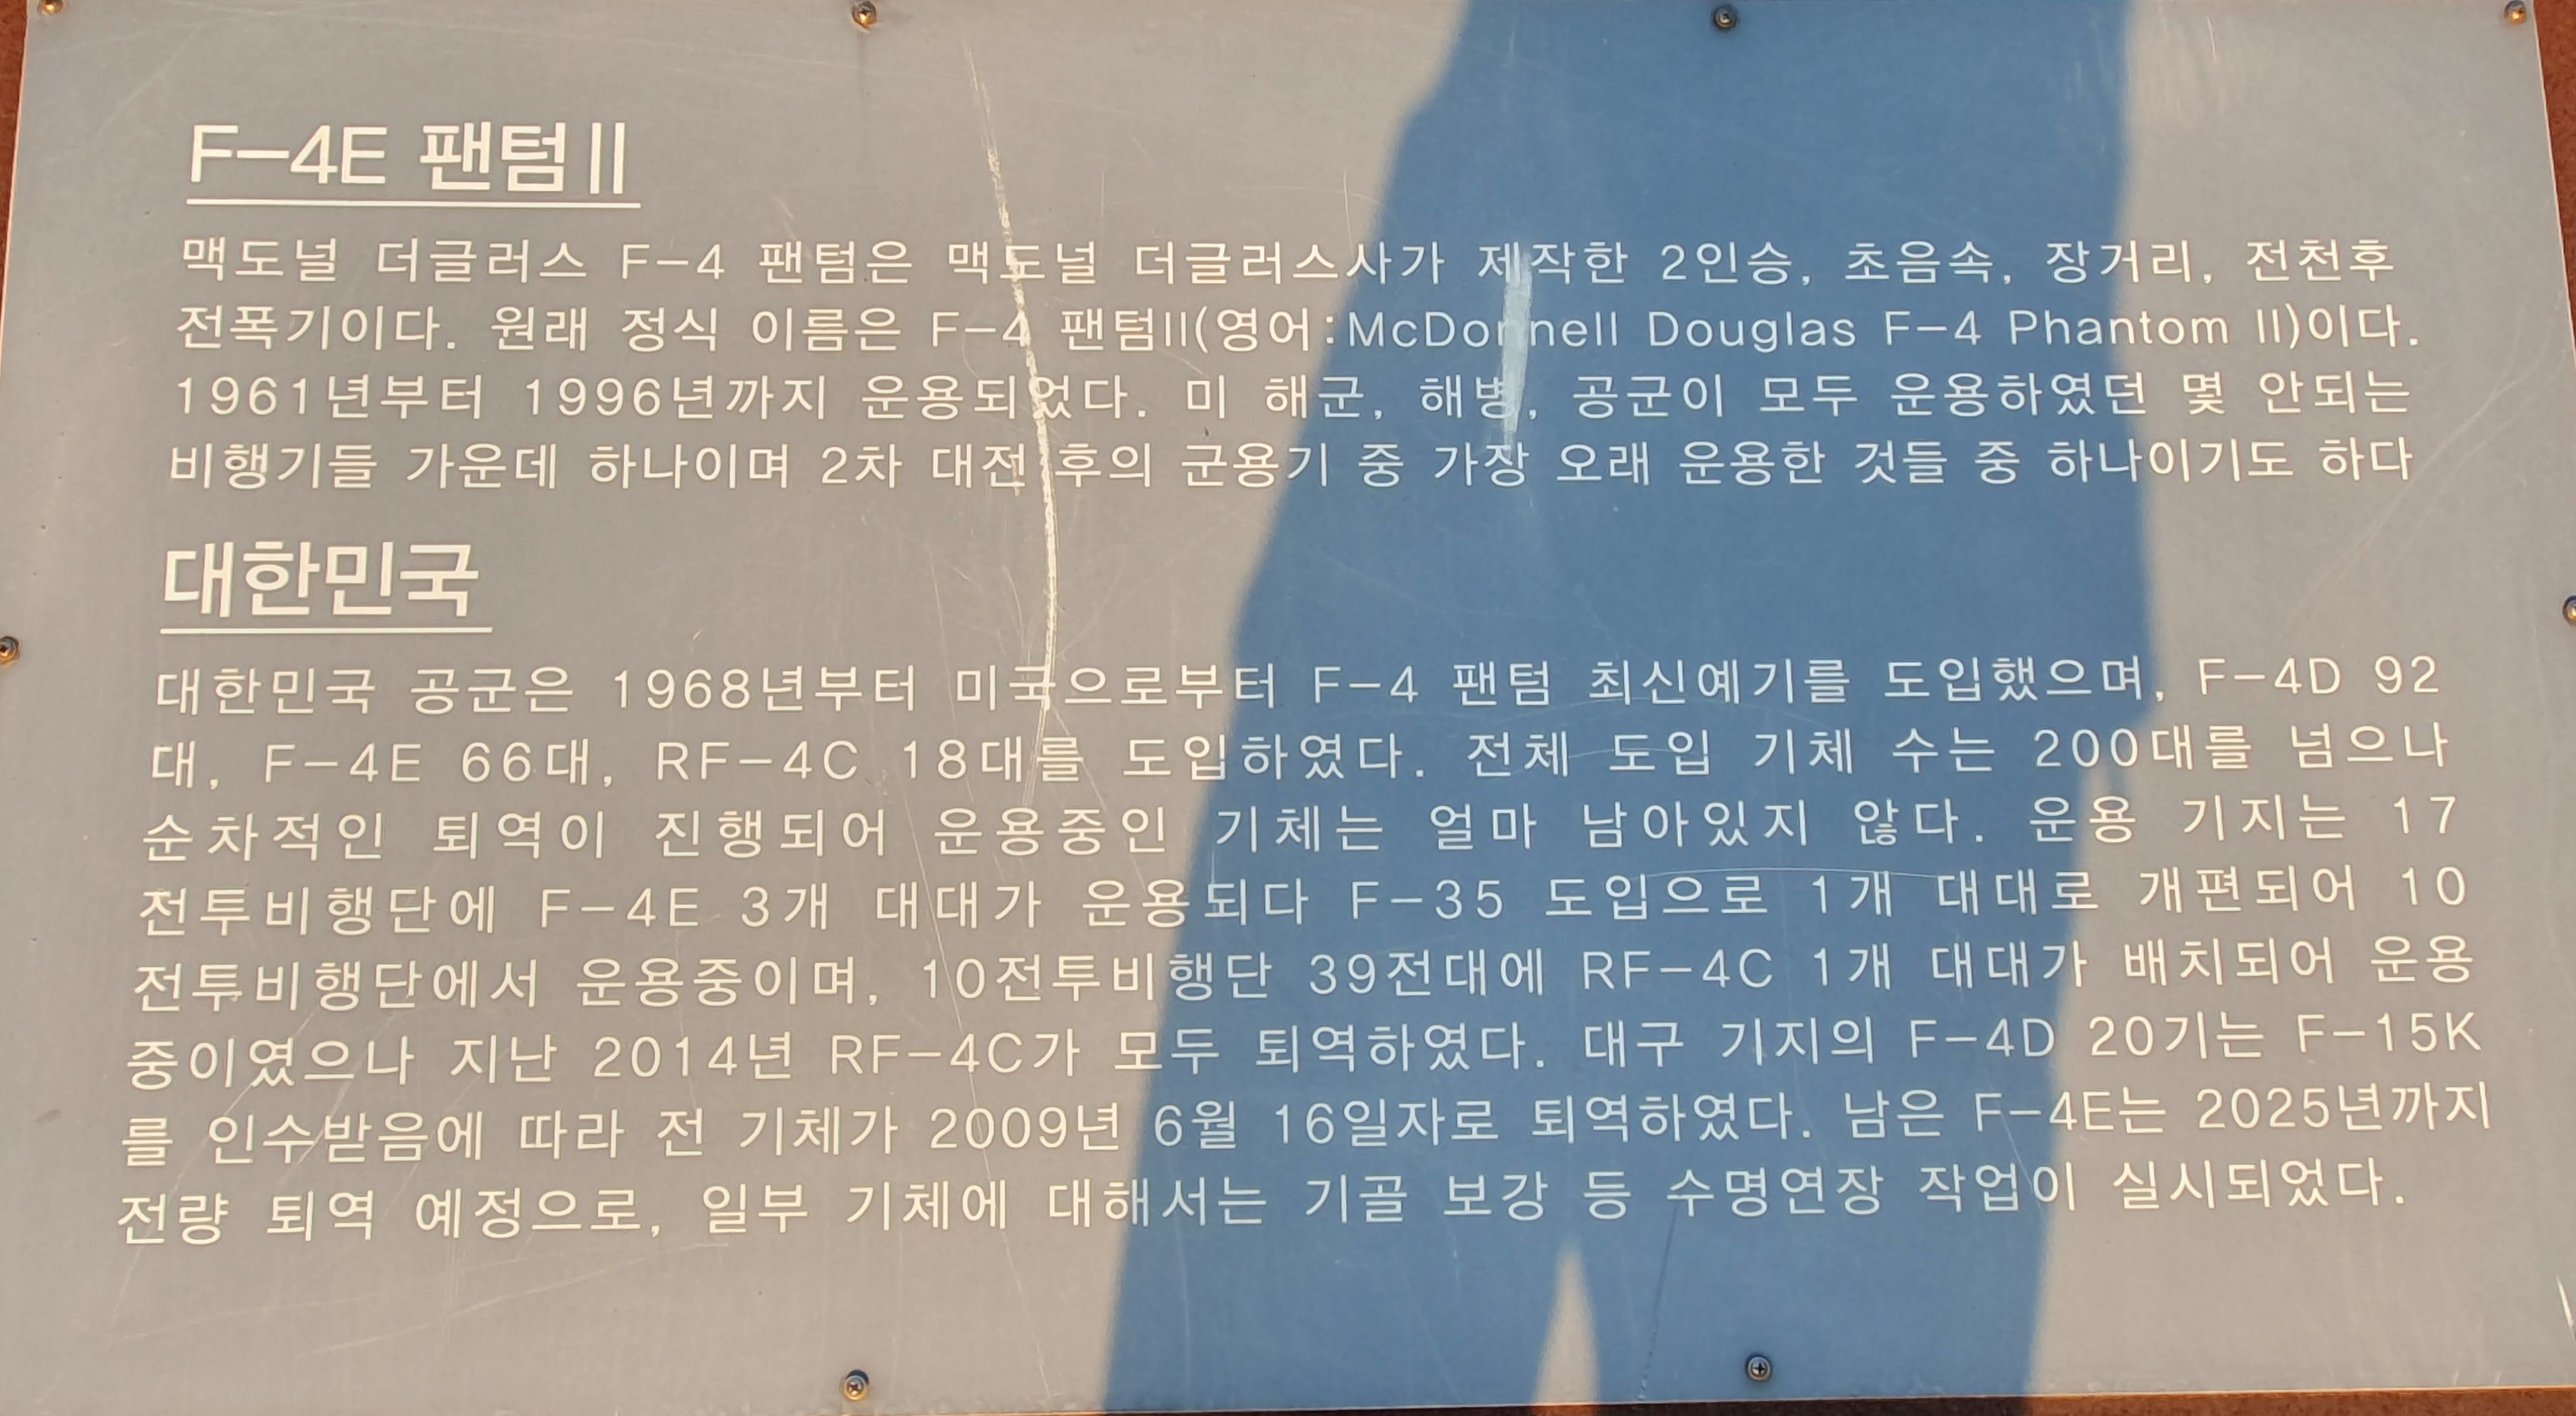 F-4E 팬텀Ⅱ
맥도널 더글러스 F-4 팬텀은 맥도널 더글러스사가 제작한 2인승, 초음속, 장거리, 전천후
전폭기이다. 원래 정식 이름은 F-4 팬텀II(영어:McDonnell Douglas F-4 Phantom II)이다.
1961년부터 1996년까지 운용되었다. 미 해군, 해병, 공군이 모두 운용하였던 몇 안되는
비행기들 가운데 하나이며 2차 대전 후의 군용기 중 가장 오래 운용한 것들 중 하나이기도 하다
대한민국
대한민국 공군은 1968년부터 미국으로부터 F-4 팬텀 최신예기를 도입했으며, F-4D 92
대, F-4E 66대, RF-4C 18대를 도입하였다. 전체 도입 기체 수는 200대를 넘으나
순차적인 퇴역이 진행되어 운용중인 기체는 얼마 남아있지 않다. 운용 기지는 17
전투비행단에 F-4E 3개 대대가 운용되다 F-35 도입으로 1개 대대로 개편되어 10
전투비행단에서 운용중이며, 10전투비행단 39전대에 RF-4C 1개 대대가 배치되어 운용
중이였으나 지난 2014년 RF-4C가 모두 퇴역하였다. 대구 기지의 F-4D 20기는 F-15K
를 인수받음에 따라 전 기체가 2009년 6월 16일자로 퇴역하였다. 남은 F-4E는 2025년까지
전량 퇴역 예정으로, 일부 기체에 대해서는 기골 보강 등 수명연장 작업이 실시되었다.